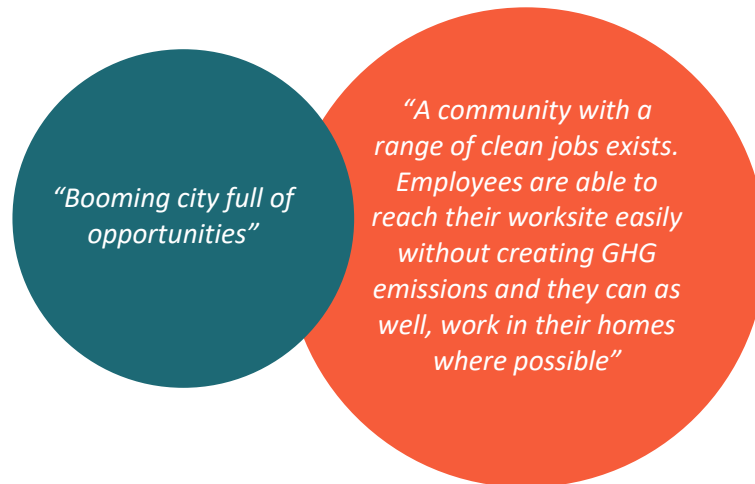 “Booming city full of
opportunities”
“A community with a
range of clean jobs exists.
Employees are able to
reach their worksite easily
without creating GHG
emissions and they can as
well, work in their homes
where possible”